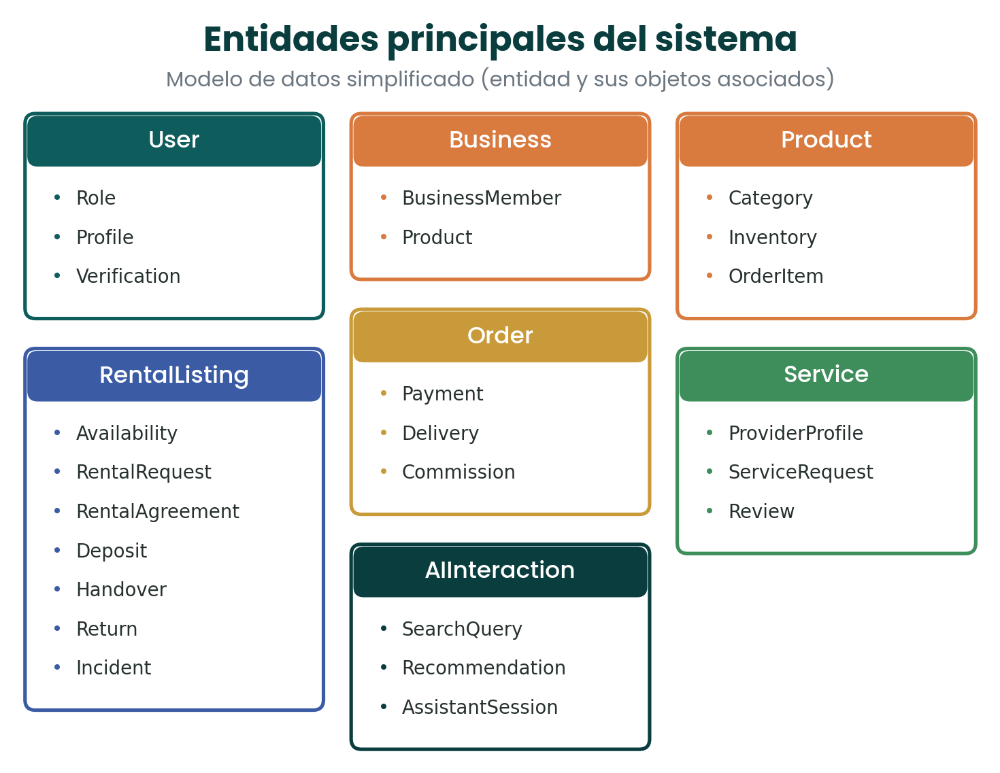 Entidades principales del sistema
Modelo de datos simplificado (entidad y sus objetos asociados)
User
• Role
• Profile
• Verification
Business
• BusinessMember
• Product
Product
• Category
• Inventory
• OrderItem
RentalListing
• Availability
• RentalRequest
• RentalAgreement
• Deposit
• Handover
• Return
• Incident
Order
• Payment
• Delivery
• Commission
Service
• ProviderProfile
• ServiceRequest
• Review
AIInteraction
• SearchQuery
• Recommendation
• AssistantSession